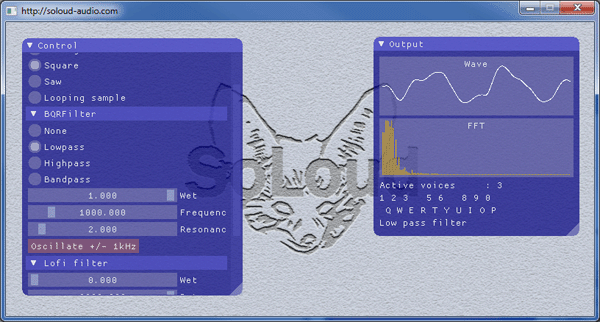 http://soloud-audio.com
Control
Square
Saw
Looping sample
BQRFilter
None
Lowpass
Highpass
Bandpass
1.000 Wet
1000.000 Frequenc
2.000 Resonanc
Oscillate +/- 1kHz
Lofi filter
0.000 Wet
SoLoud
Output
Wave
FFT
Active voices : 3
1 2 3 5 6 8 9 0
Q W E R T Y U I O P
Low pass filter